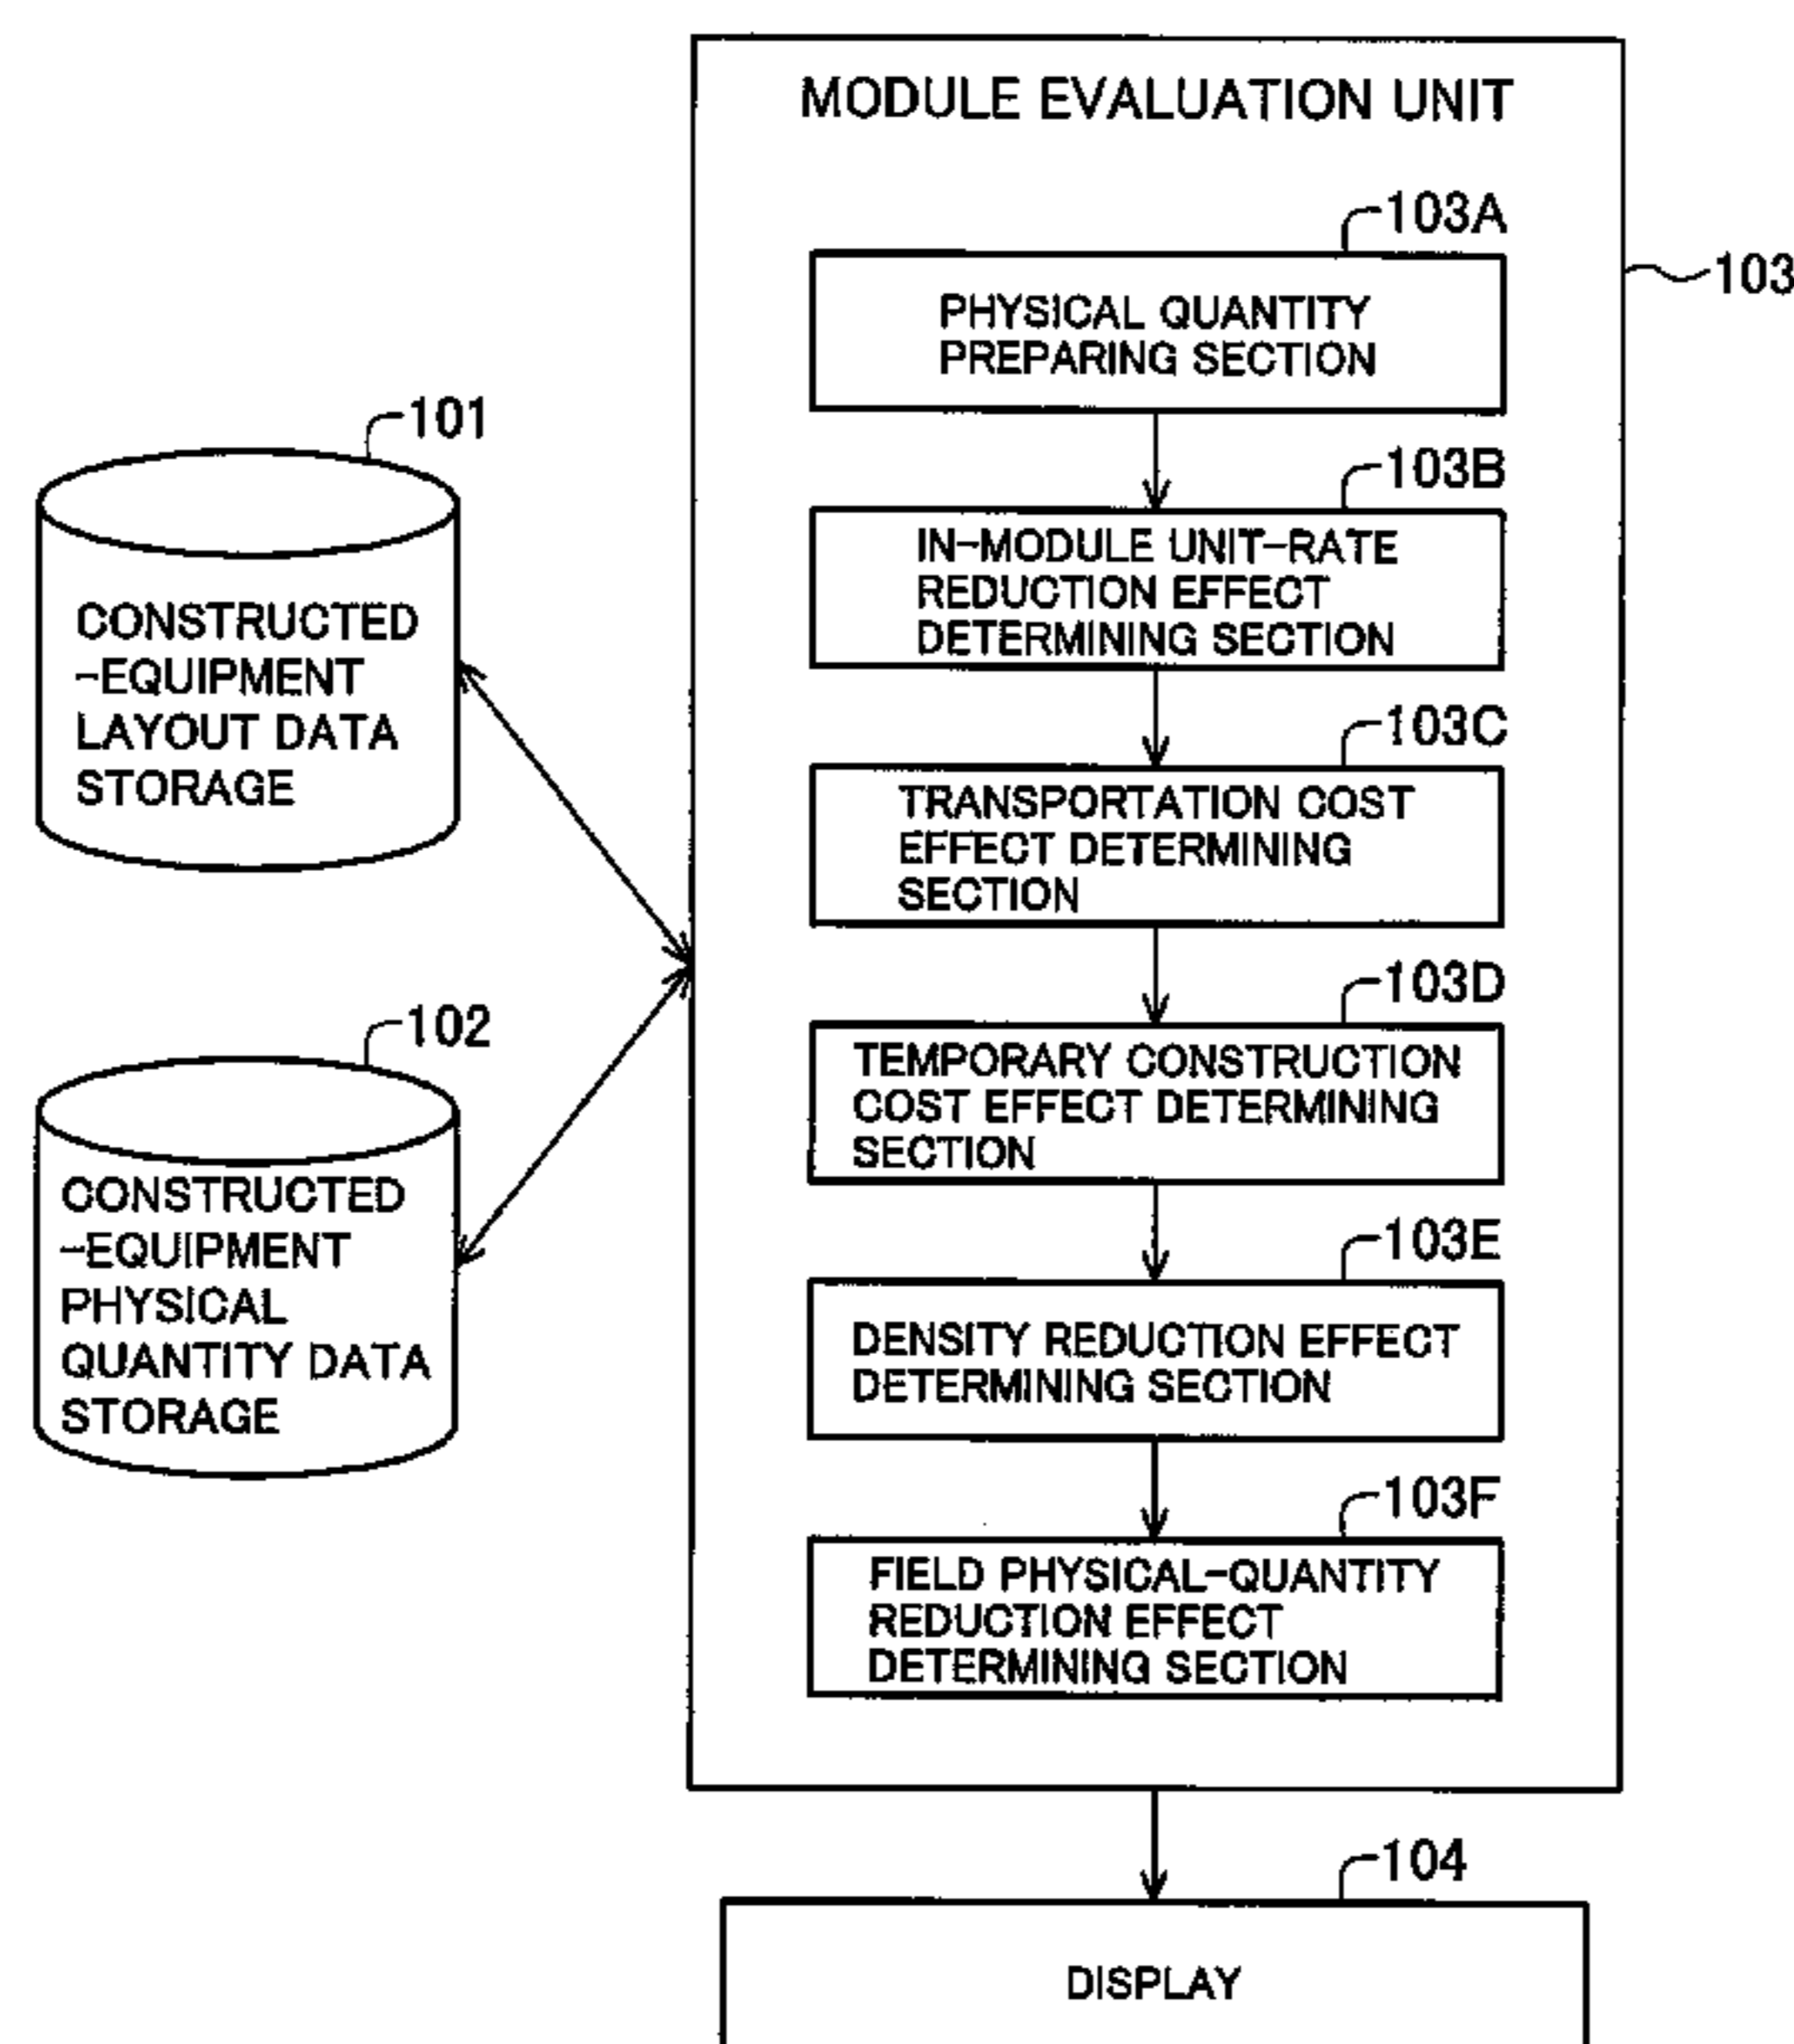 MODULE EVALUATION UNIT
103A
103
PHYSICAL QUANTITY
PREPARING SECTION
101
103B
CONSTRUCTED
-EQUIPMENT
LAYOUT DATA
STORAGE
IN-MODULE UNIT-RATE
REDUCTION EFFECT
DETERMINING SECTION
103C
TRANSPORTATION COST
EFFECT DETERMINING
SECTION
102
103D
CONSTRUCTED
-EQUIPMENT
PHYSICAL
QUANTITY DATA
STORAGE
TEMPORARY CONSTRUCTION
COST EFFECT DETERMINING
SECTION
103E
DENSITY REDUCTION EFFECT
DETERMINING SECTION
103F
FIELD PHYSICAL-QUANTITY
REDUCTION EFFECT
DETERMINING SECTION
104
DISPLAY